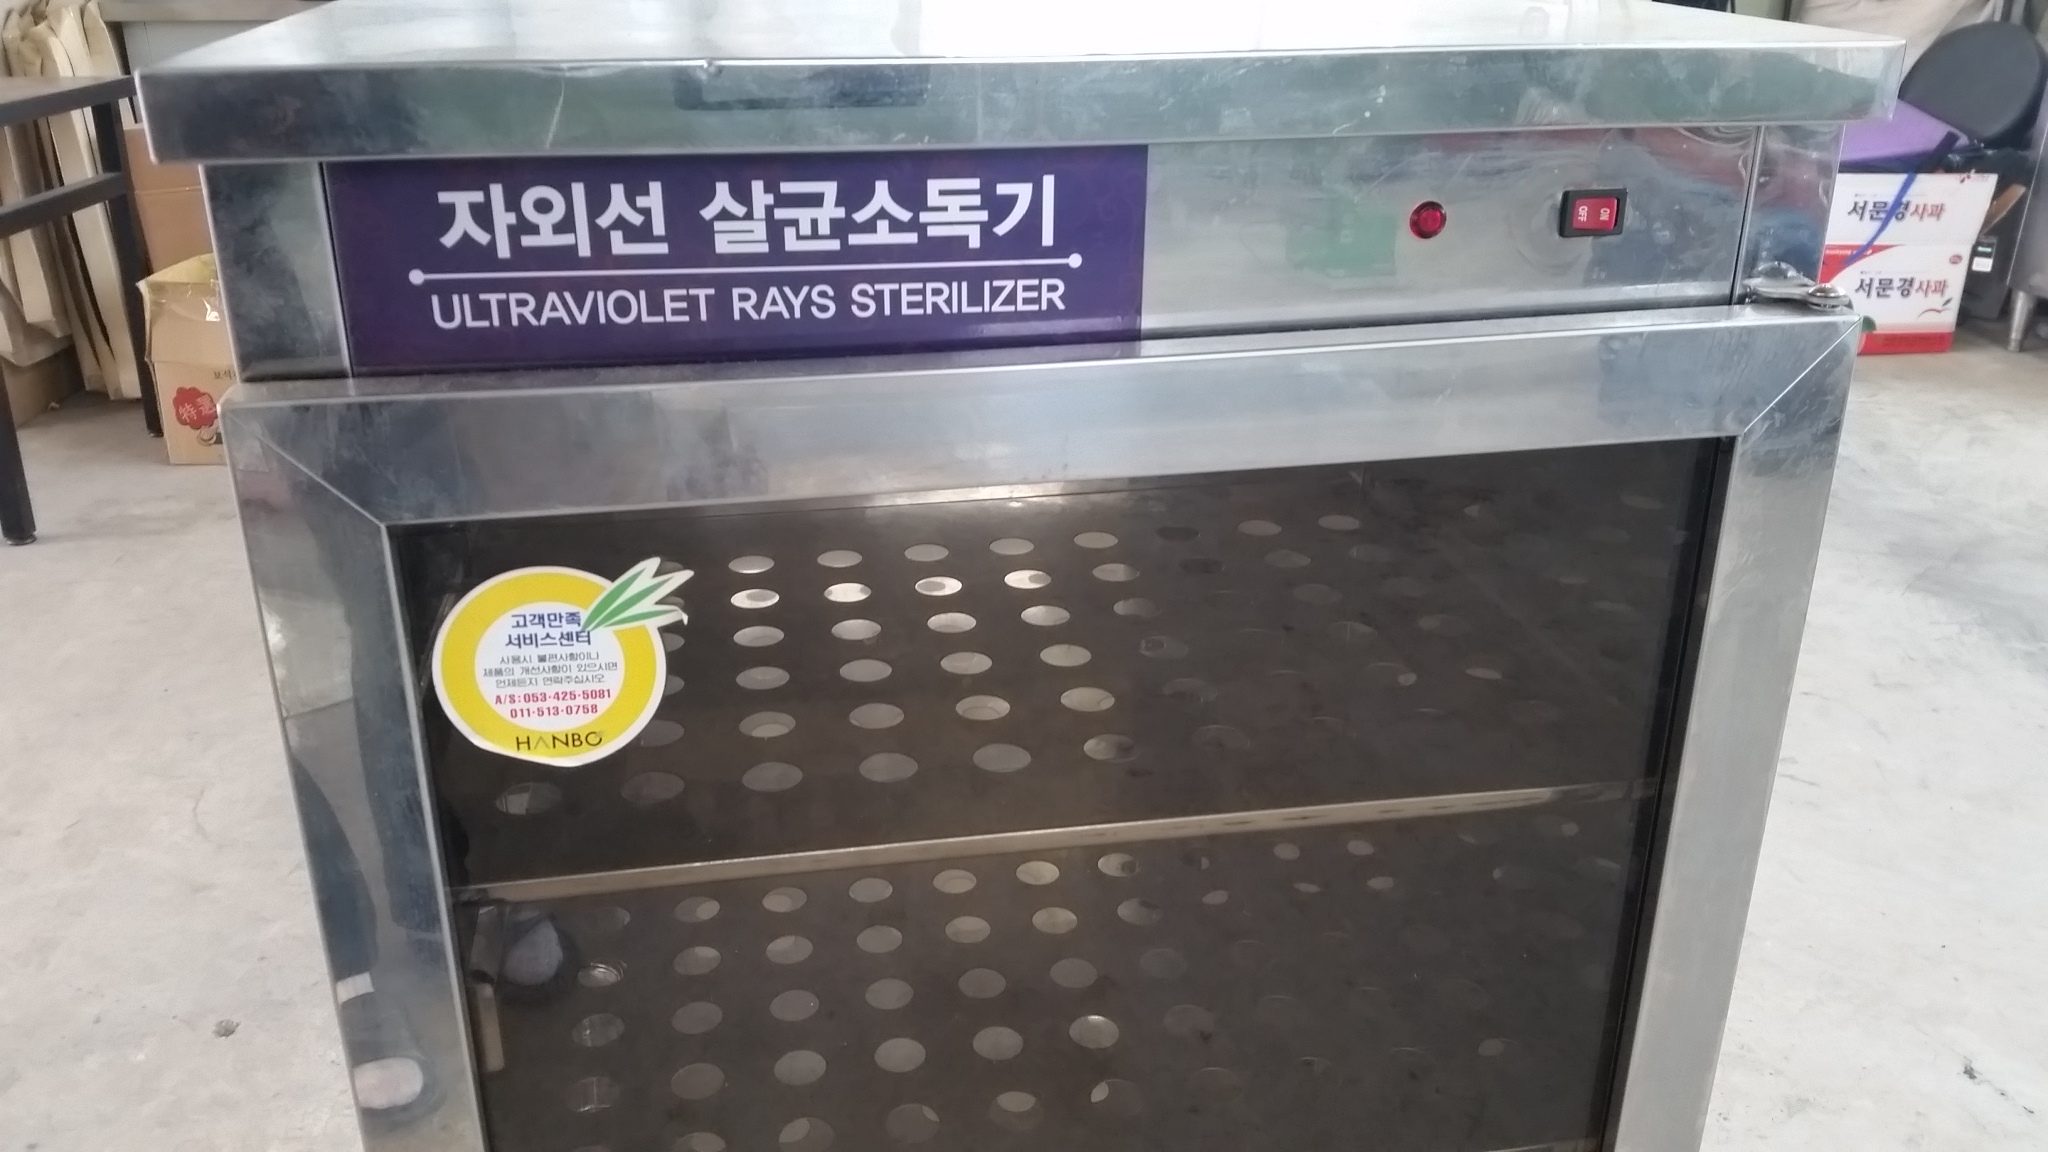 자외선 살균소독기
ULTRAVIOLET RAYS STERILIZER
ON
OFF
서문경사과
서문경사과
특選
고객만족
서비스센터
사용시 불편사항이나
제품의 개선사항이 있으시면
언제든지 연락주십시오
A/S:053-425-5081
011-513-0758
HANBO